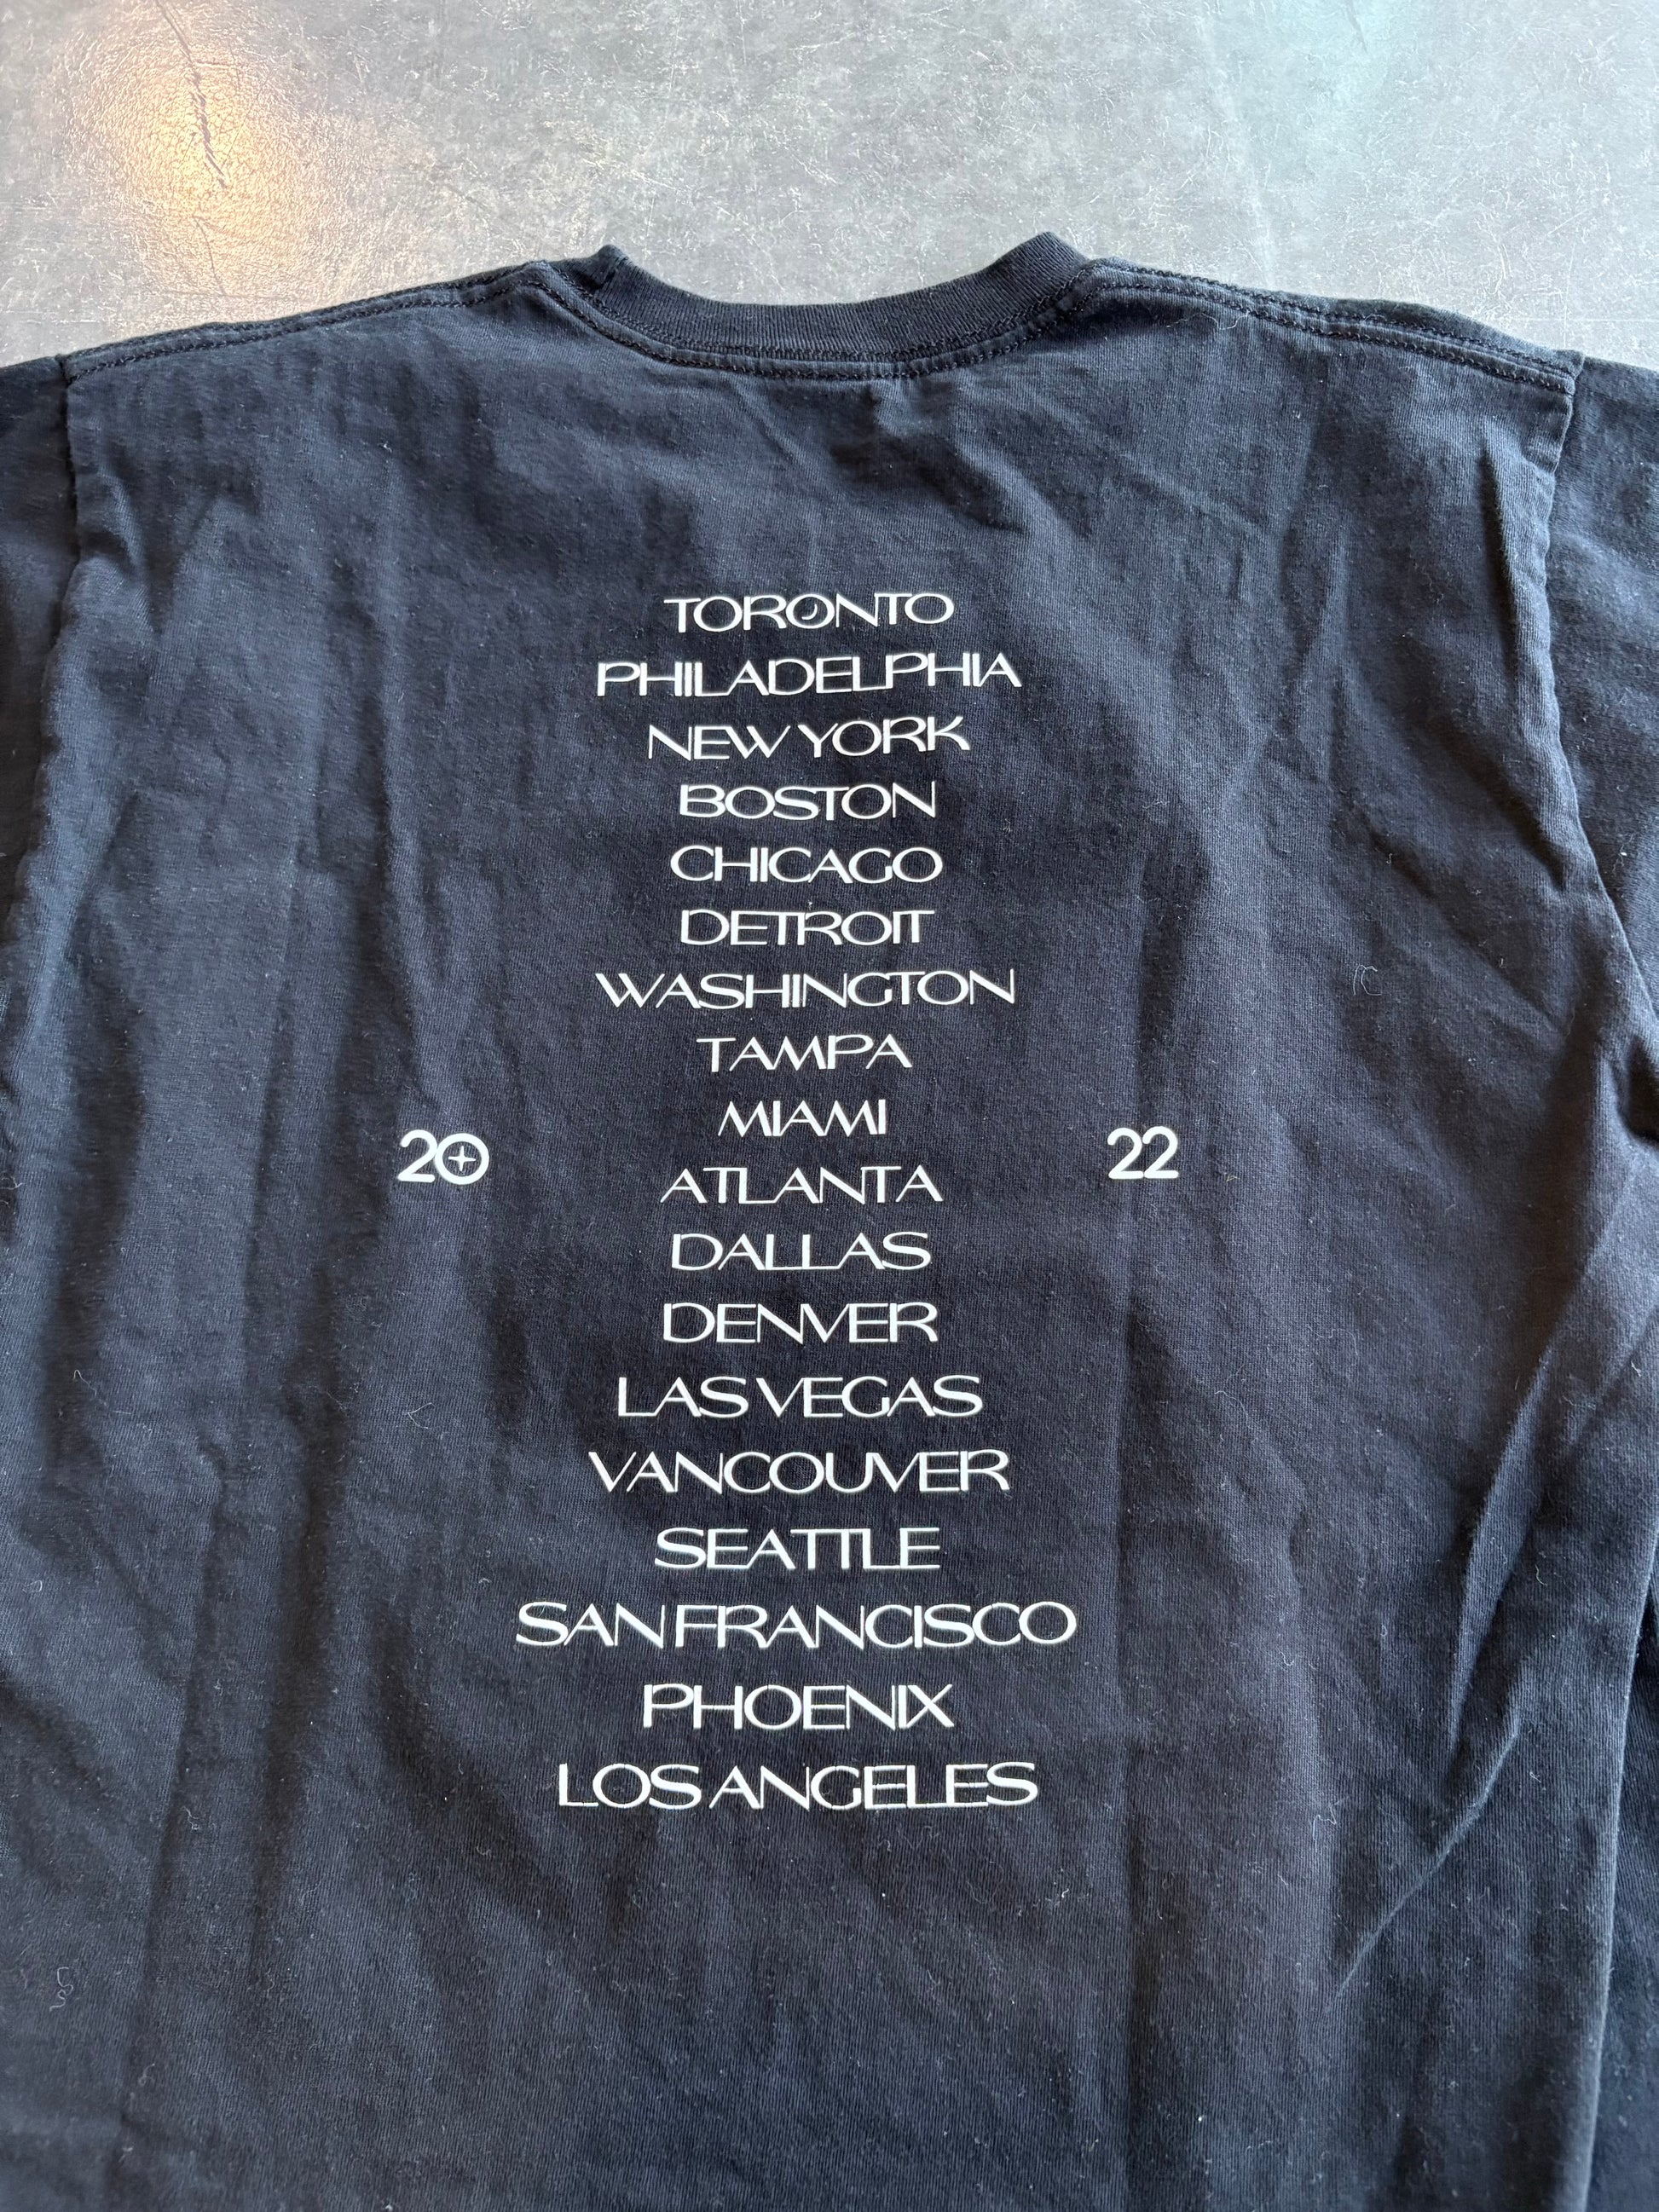 TORONTO
PHILADELPHIA
NEW YORK
BOSTON
CHICAGO
DETROIT
WASHINGTON
TAMPA
MIAMI
20 22
ATLANTA
DALLAS
DENVER
LAS VEGAS
VANCOUVER
SEATTLE
SAN FRANCISCO
PHOENIX
LOS ANGELES